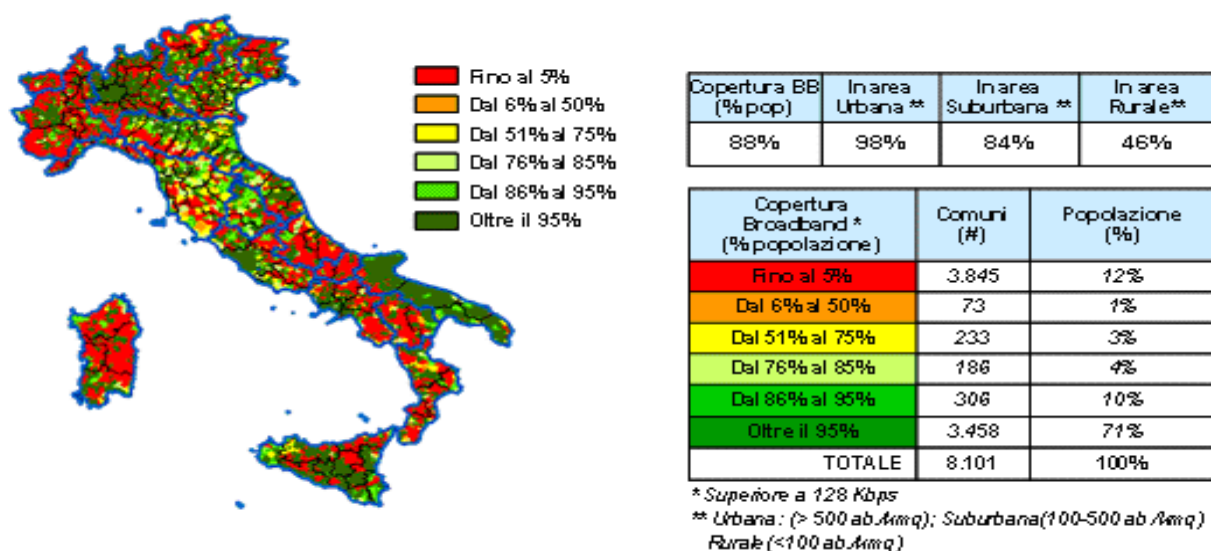 Fino al 5%
Dal 6% al 50%
Dal 51% al 75%
Dal 76% al 85%
Dal 86% al 95%
Oltre il 95%
Copertura BB (% pop) In area Urbana ** In area Suburbana ** In area Rurale**
88% 98% 84% 46%
Copertura Broadband * (% popolazione) Comuni (#) Popolazione (%)
Fino al 5% 3.845 12%
Dal 6% al 50% 73 1%
Dal 51% al 75% 233 3%
Dal 76% al 85% 186 4%
Dal 86% al 95% 306 10%
Oltre il 95% 3.458 71%
TOTALE 8.101 100%
* Superiore a 128 Kbps
** Urbana: (> 500 ab./kmq); Suburbana(100-500 ab./kmq)
Rurale (<100 ab./kmq)